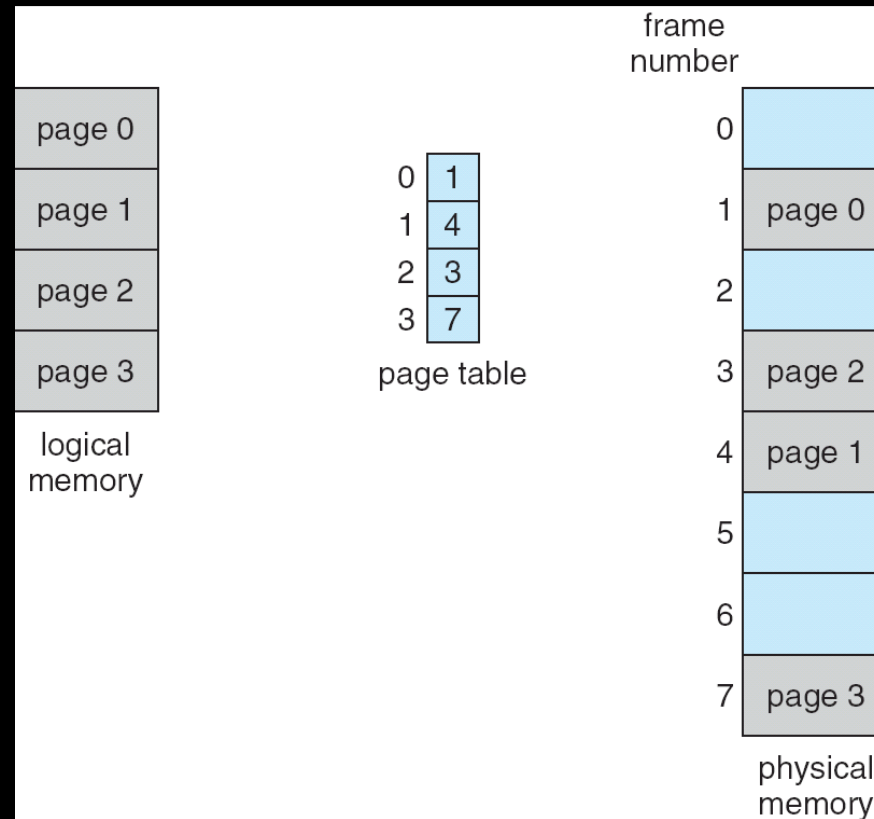 page 0
page 1
page 2
page 3
logical
memory
0 1
1 4
2 3
3 7
page table
frame
number
0
1 page 0
2
3 page 2
4 page 1
5
6
7 page 3
physical
memory